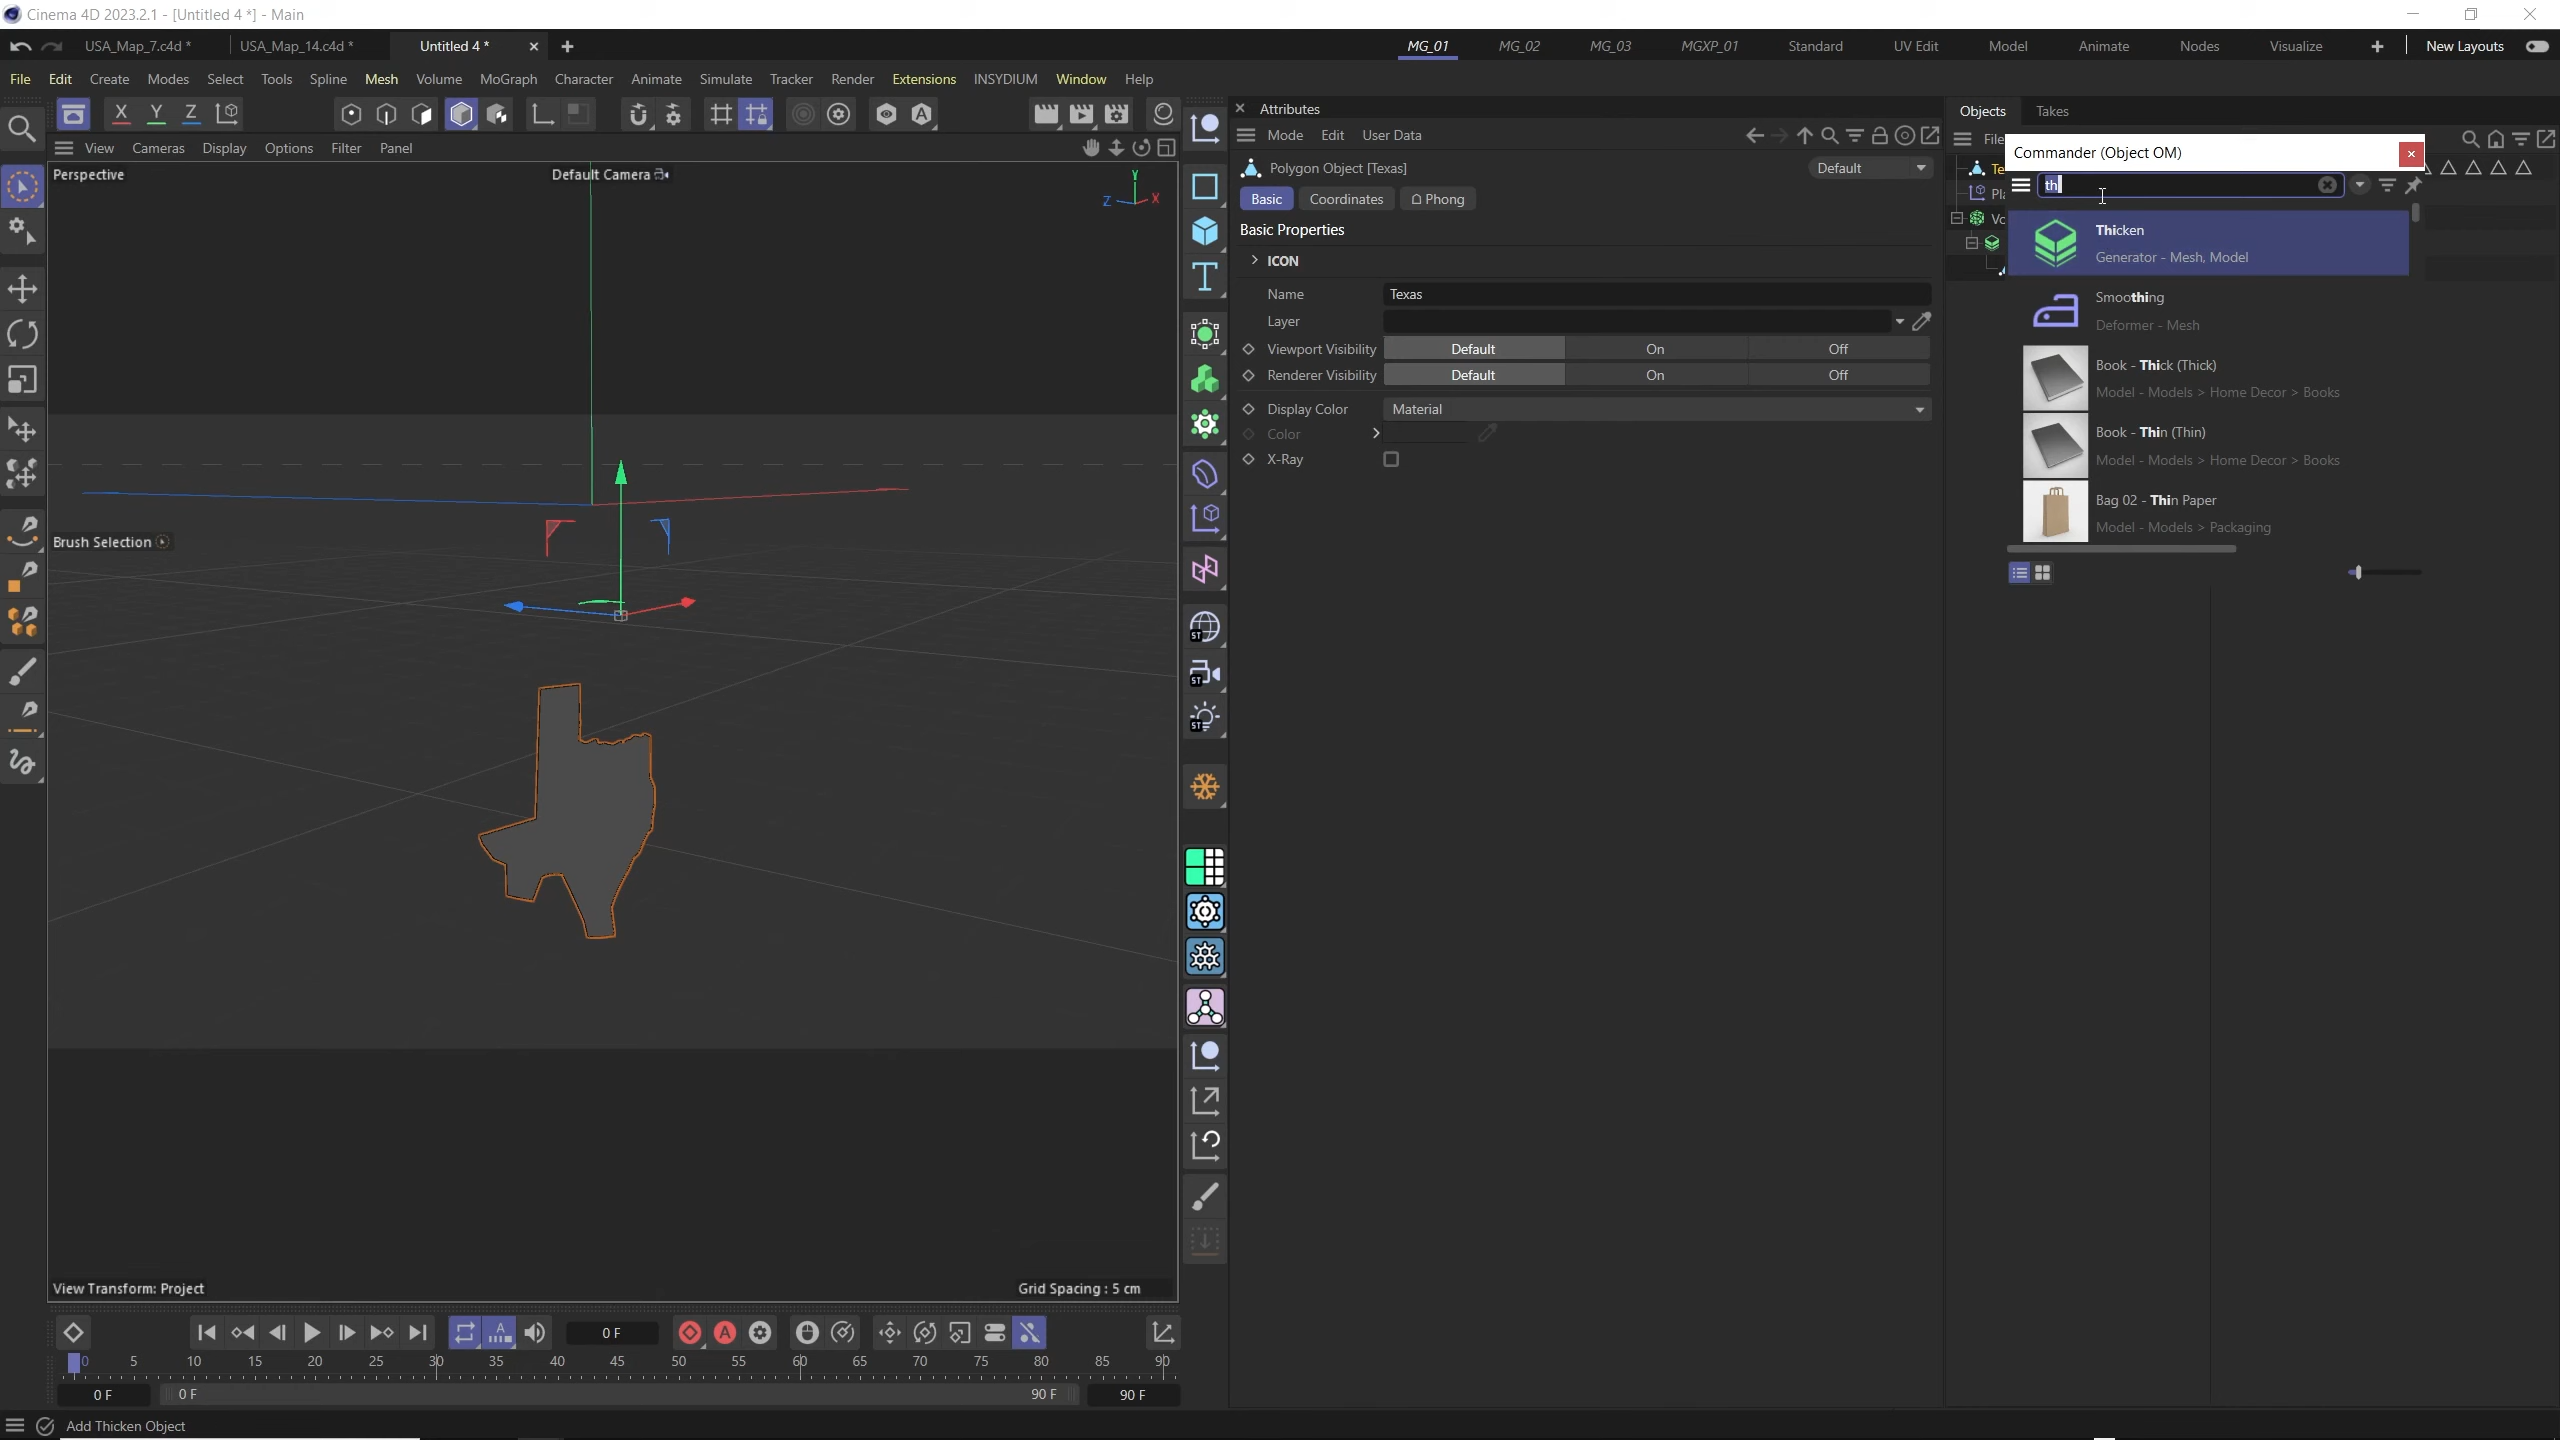 Cinema 4D 2023.2.1 - [Untitled 4 *] - Main
USA_Map_7.c4d *
USA_Map_14.c4d *
Untitled 4 *
MG_01
MG_02
MG_03
MGXP_01
Standard
UV Edit
Model
Animate
Nodes
Visualize
New Layouts
File Edit Create Modes Select Tools Spline Mesh Volume MoGraph Character Animate Simulate Tracker Render Extensions INSYDIUM Window Help
X Y Z
View Cameras Display Options Filter Panel
Perspective
Default Camera
Y
Z
X
Brush Selection
View Transform: Project
Grid Spacing : 5 cm
Attributes
Mode Edit User Data
Polygon Object [Texas]
Default
Basic
Coordinates
Phong
Basic Properties
ICON
Name
Texas
Layer
Viewport Visibility
Default
On
Off
Renderer Visibility
Default
On
Off
Display Color
Material
Color
X-Ray
ST
ST
ST
Objects
Takes
File
Te
Pla
Vo
Commander (Object OM)
th
Thicken
Generator - Mesh, Model
Smoothing
Deformer - Mesh
Book - Thick (Thick)
Model - Models > Home Decor > Books
Book - Thin (Thin)
Model - Models > Home Decor > Books
Bag 02 - Thin Paper
Model - Models > Packaging
0 F
0 5 10 15 20 25 30 35 40 45 50 55 60 65 70 75 80 85 90
0 F
0 F
90 F
90 F
Add Thicken Object